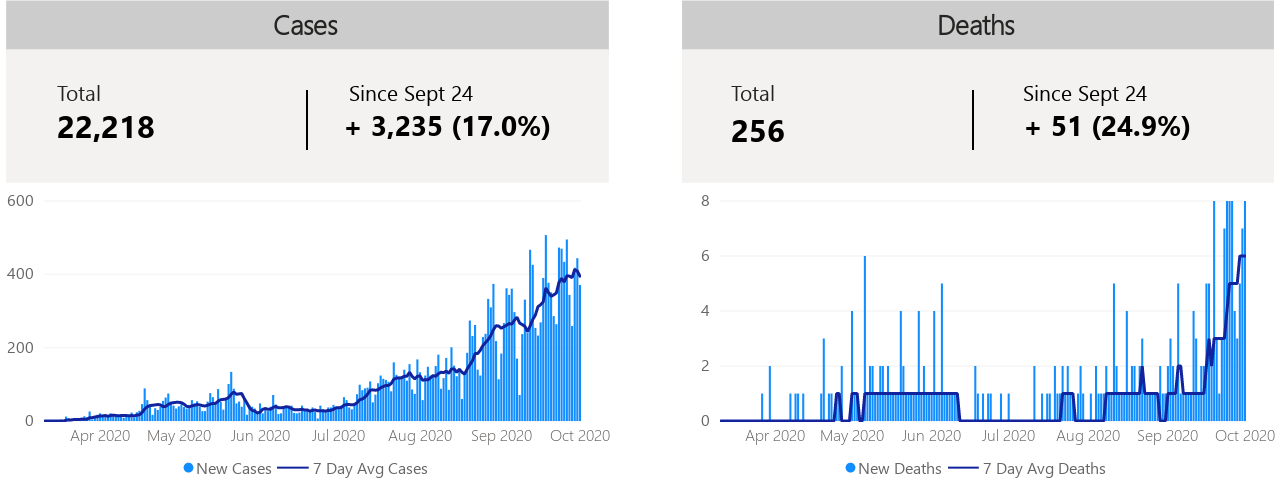 Cases
Total
22,218
Since Sept 24
+ 3,235 (17.0%)
600
400
200
0
Apr 2020 May 2020 Jun 2020 Jul 2020 Aug 2020 Sep 2020 Oct 2020
New Cases 7 Day Avg Cases
Deaths
Total
256
Since Sept 24
+ 51 (24.9%)
8
6
4
2
0
Apr 2020 May 2020 Jun 2020 Jul 2020 Aug 2020 Sep 2020 Oct 2020
New Deaths 7 Day Avg Deaths